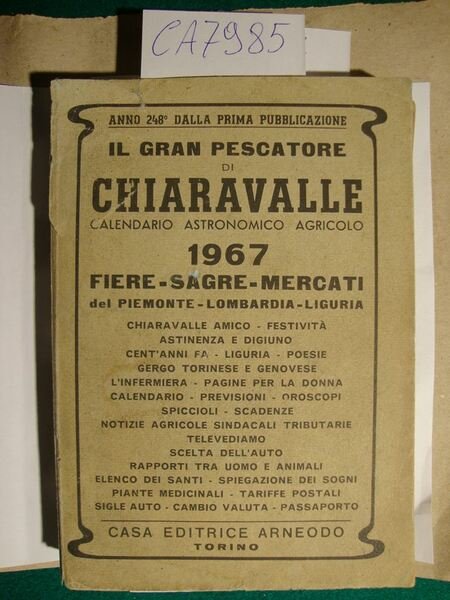 CA7985
ANNO 248° DALLA PRIMA PUBBLICAZIONE
IL GRAN PESCATORE
DI
CHIARAVALLE
CALENDARIO ASTRONOMICO AGRICOLO
1967
FIERE-SAGRE-MERCATI
del PIEMONTE-LOMBARDIA-LIGURIA
CHIARAVALLE AMICO - FESTIVITÀ
ASTINENZA E DIGIUNO
CENT'ANNI FA - LIGURIA - POESIE
GERGO TORINESE E GENOVESE
L'INFERMIERA - PAGINE PER LA DONNA
CALENDARIO - PREVISIONI - OROSCOPI
SPICCIOLI - SCADENZE
NOTIZIE AGRICOLE SINDACALI TRIBUTARIE
TELEVEDIAMO
SCELTA DELL'AUTO
RAPPORTI TRA UOMO E ANIMALI
ELENCO DEI SANTI - SPIEGAZIONE DEI SOGNI
PIANTE MEDICINALI - TARIFFE POSTALI
SIGLE AUTO - CAMBIO VALUTA - PASSAPORTO
CASA EDITRICE ARNEODO
TORINO